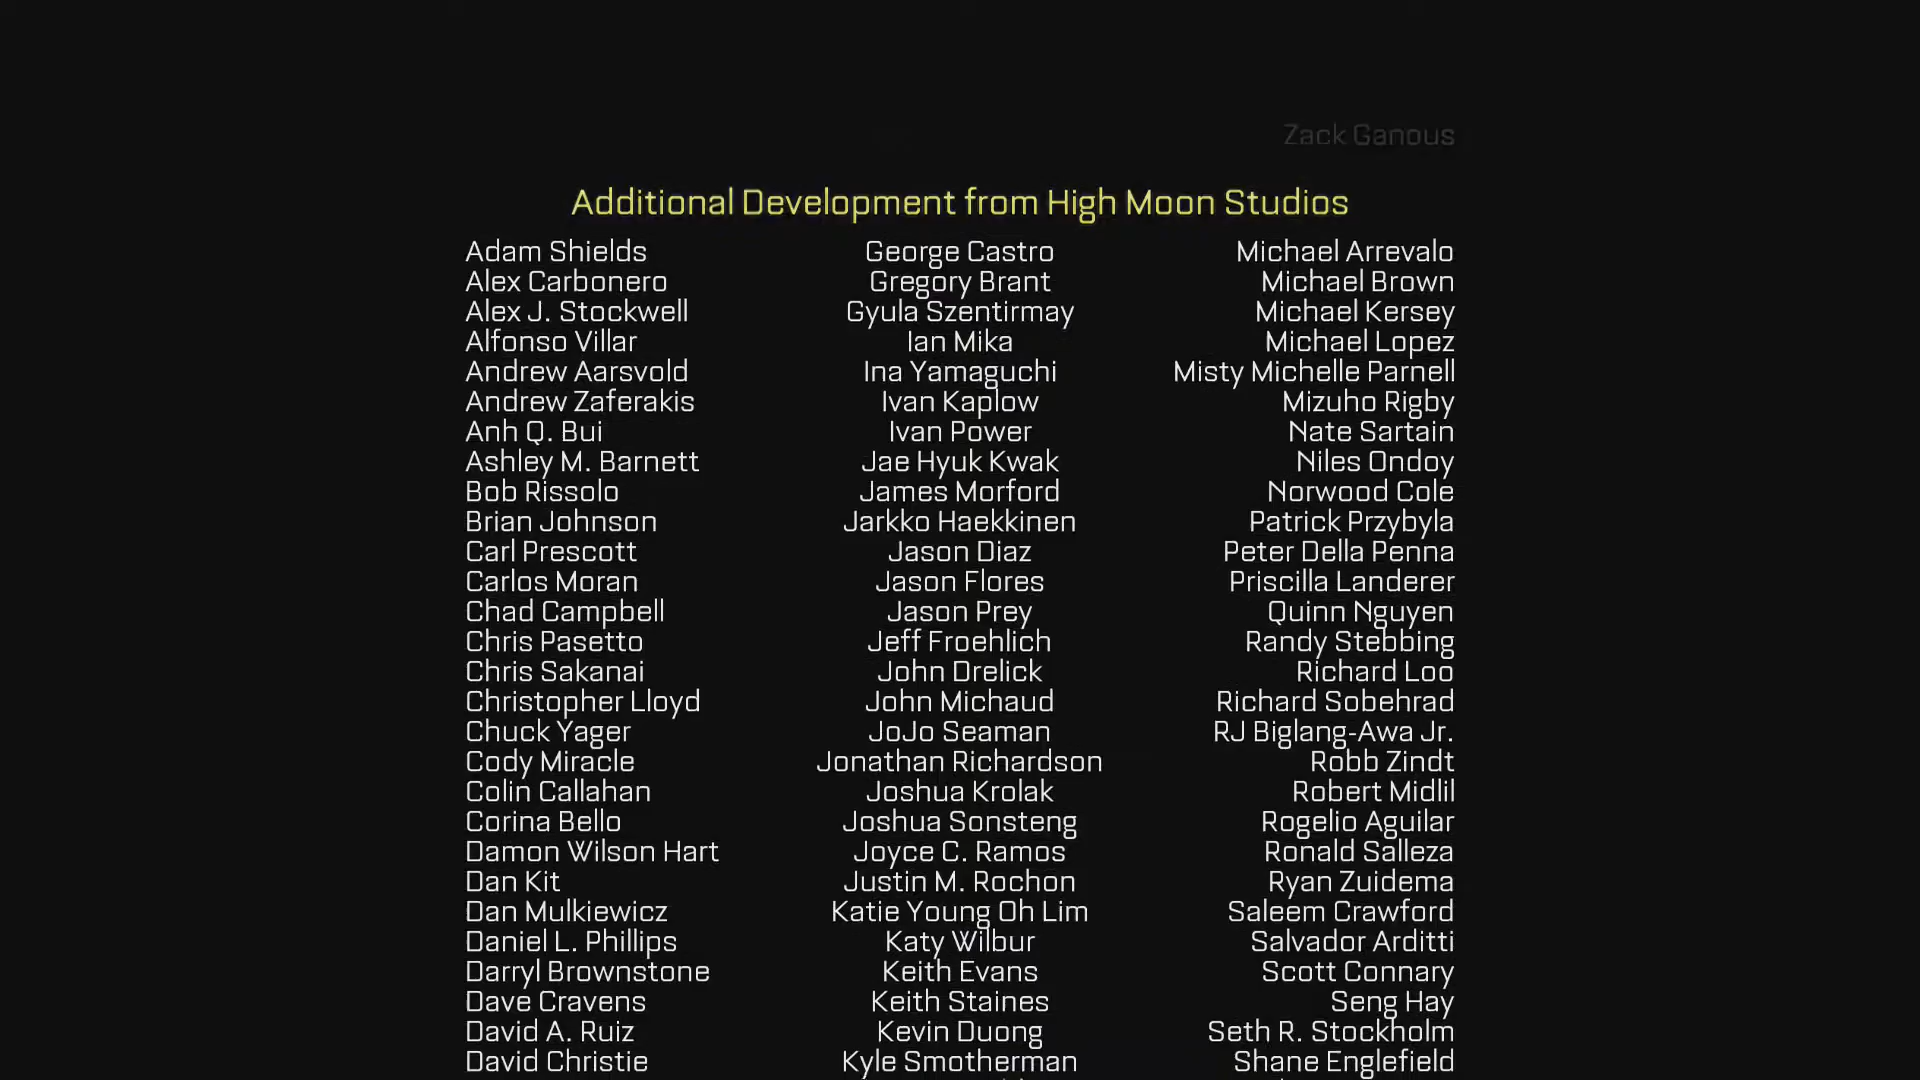 Zack Ganous
Additional Development from High Moon Studios
Adam Shields George Castro Michael Arrevalo
Alex Carbonero Gregory Brant Michael Brown
Alex J. Stockwell Gyula Szentirmay Michael Kersey
Alfonso Villar Ian Mika Michael Lopez
Andrew Aarsvold Ina Yamaguchi Misty Michelle Parnell
Andrew Zaferakis Ivan Kaplow Mizuho Rigby
Anh Q. Bui Ivan Power Nate Sartain
Ashley M. Barnett Jae Hyuk Kwak Niles Ondoy
Bob Rissolo James Morford Norwood Cole
Brian Johnson Jarkko Haekkinen Patrick Przybyla
Carl Prescott Jason Diaz Peter Della Penna
Carlos Moran Jason Flores Priscilla Landerer
Chad Campbell Jason Prey Quinn Nguyen
Chris Pasetto Jeff Froehlich Randy Stebbing
Chris Sakanai John Drelick Richard Loo
Christopher Lloyd John Michaud Richard Sobehrad
Chuck Yager JoJo Seaman RJ Biglang-Awa Jr.
Cody Miracle Jonathan Richardson Robb Zindt
Colin Callahan Joshua Krolak Robert Midlil
Corina Bello Joshua Sonsteng Rogelio Aguilar
Damon Wilson Hart Joyce C. Ramos Ronald Salleza
Dan Kit Justin M. Rochon Ryan Zuidema
Dan Mulkiewicz Katie Young Oh Lim Saleem Crawford
Daniel L. Phillips Katy Wilbur Salvador Arditti
Darryl Brownstone Keith Evans Scott Connary
Dave Cravens Keith Staines Seng Hay
David A. Ruiz Kevin Duong Seth R. Stockholm
David Christie Kyle Smotherman Shane Englefield